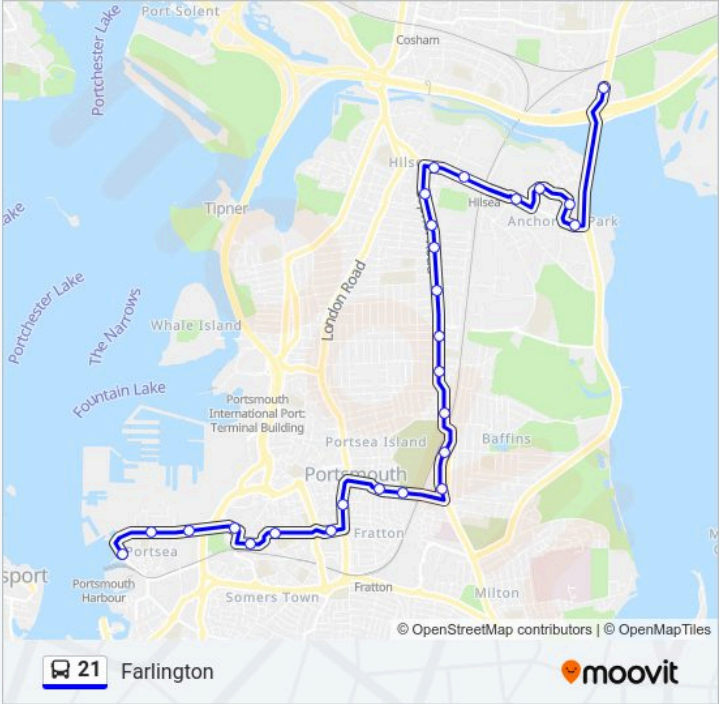 Port Solent
Portchester Lake
Cosham
Hilsea
Tipner
Anchorage Park
London Road
Portchester Lake
The Narrows
Whale Island
Fountain Lake
Portsmouth
International Port:
Terminal Building
Portsea Island
Baffins
Portsmouth
Fratton
Portsea
Portsmouth
Harbour
Somers Town
Fratton
Milton
sport
© OpenStreetMap contributors | © OpenMapTiles
21 Farlington
moovit